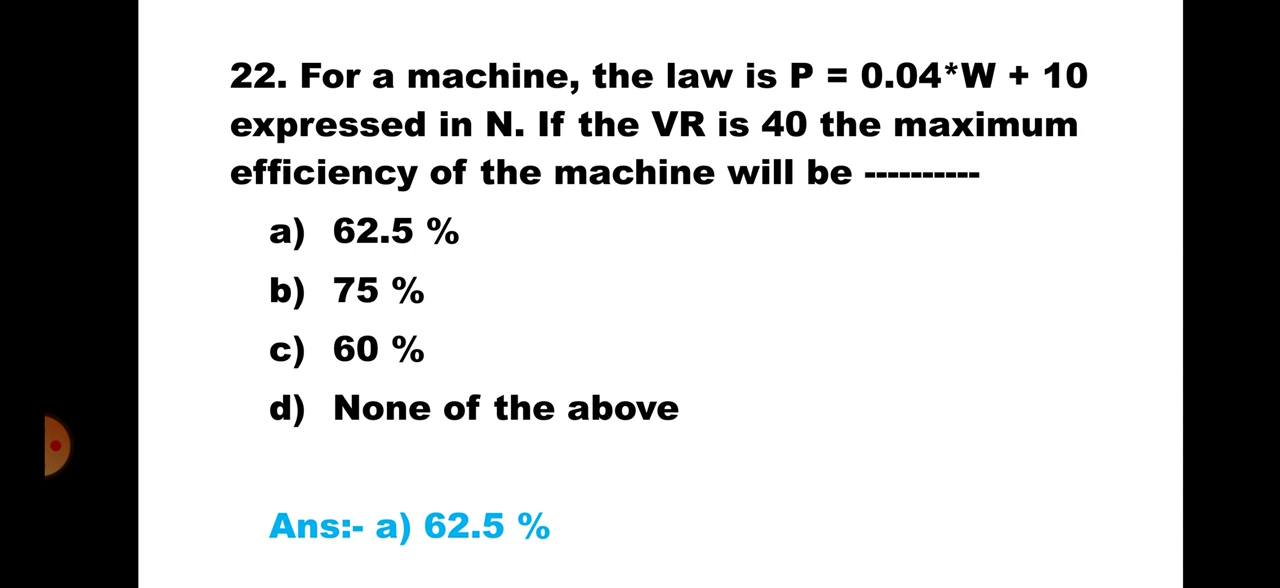 22. For a machine, the law is P = 0.04*W + 10
expressed in N. If the VR is 40 the maximum
efficiency of the machine will be ----------
a) 62.5 %
b) 75 %
c) 60 %
d) None of the above
Ans:- a) 62.5 %